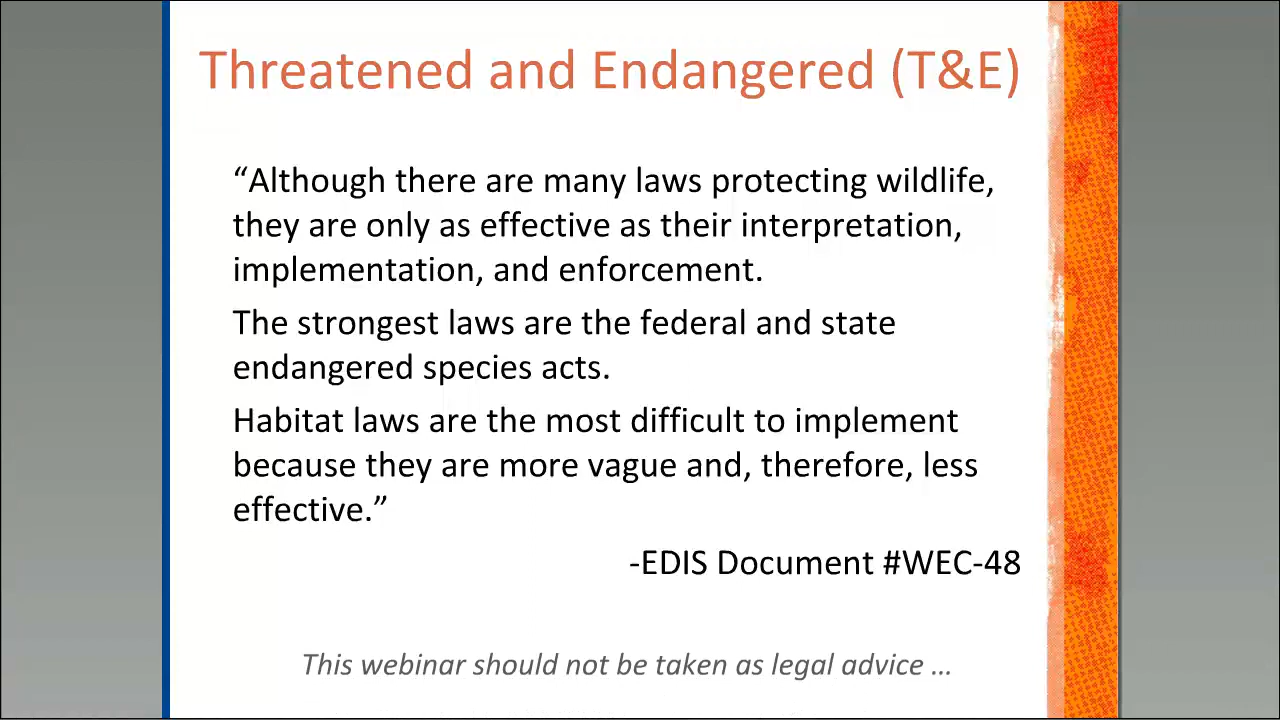 Threatened and Endangered (T&E)
“Although there are many laws protecting wildlife,
they are only as effective as their interpretation,
implementation, and enforcement.
The strongest laws are the federal and state
endangered species acts.
Habitat laws are the most difficult to implement
because they are more vague and, therefore, less
effective.”
-EDIS Document #WEC-48
This webinar should not be taken as legal advice …